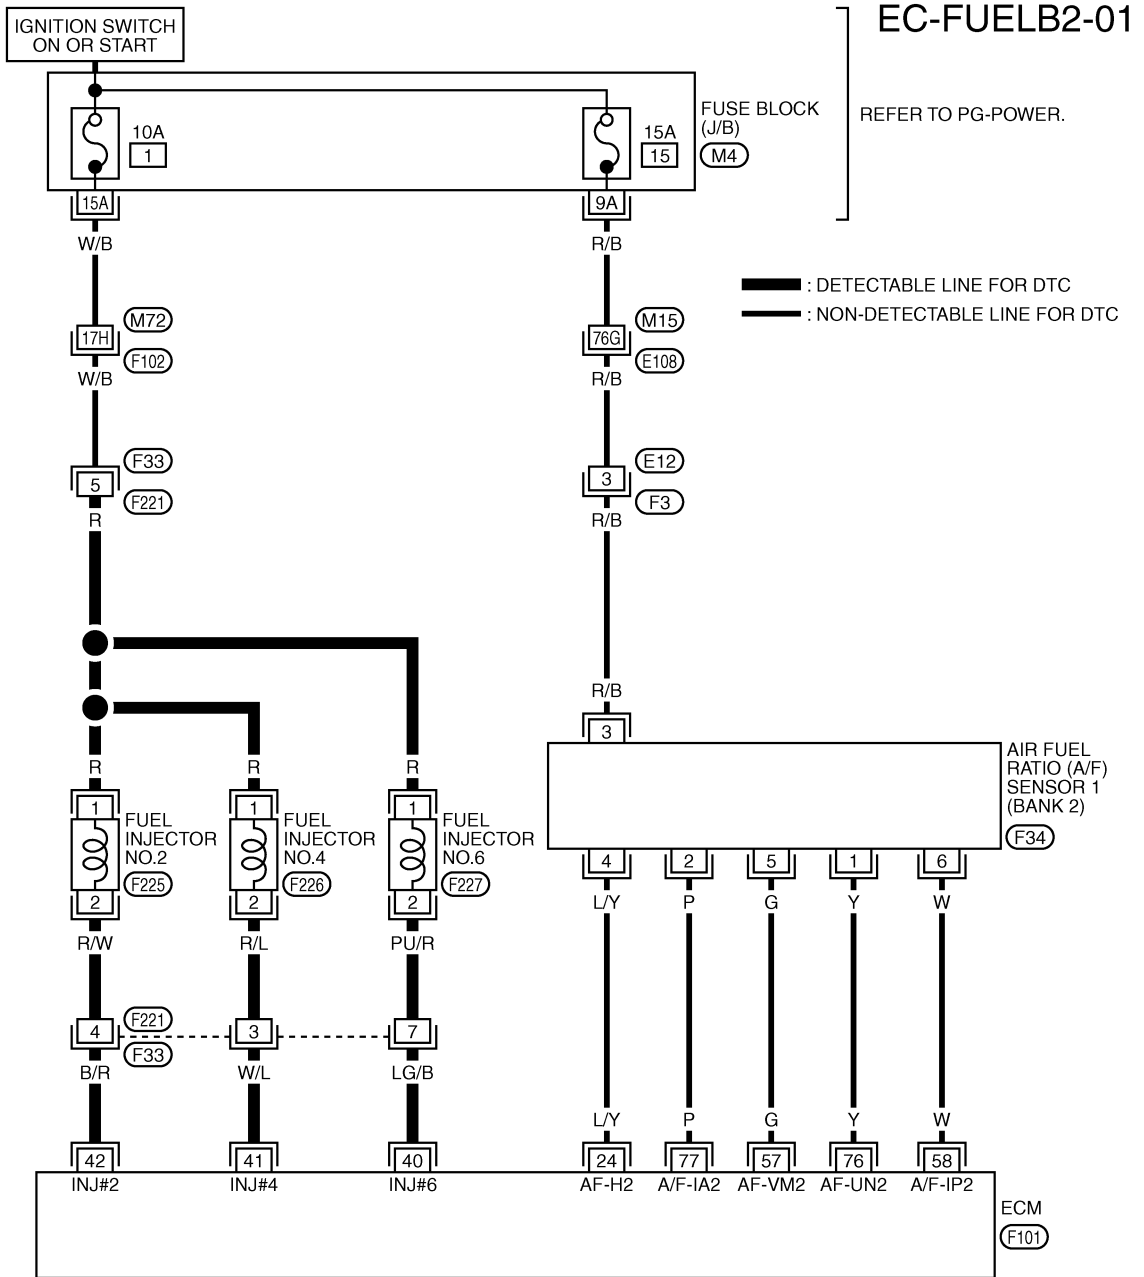 EC-FUELB2-01
IGNITION SWITCH
ON OR START
FUSE BLOCK
(J/B)
M4
REFER TO PG-POWER.
10A
1
15A
15
15A
9A
W/B
R/B
: DETECTABLE LINE FOR DTC
: NON-DETECTABLE LINE FOR DTC
M72
17H
F102
M15
76G
E108
W/B
R/B
F33
5
F221
E12
3
F3
R
R/B
R/B
3
AIR FUEL
RATIO (A/F)
SENSOR 1
(BANK 2)
F34
R
R
R
1
1
1
FUEL
INJECTOR
NO.2
F225
FUEL
INJECTOR
NO.4
F226
FUEL
INJECTOR
NO.6
F227
2
2
2
4
2
5
1
6
L/Y
P
G
Y
W
R/W
R/L
PU/R
F221
4
3
7
F33
B/R
W/L
LG/B
L/Y
P
G
Y
W
42
41
40
24
77
57
76
58
INJ#2
INJ#4
INJ#6
AF-H2
A/F-IA2
AF-VM2
AF-UN2
A/F-IP2
ECM
F101